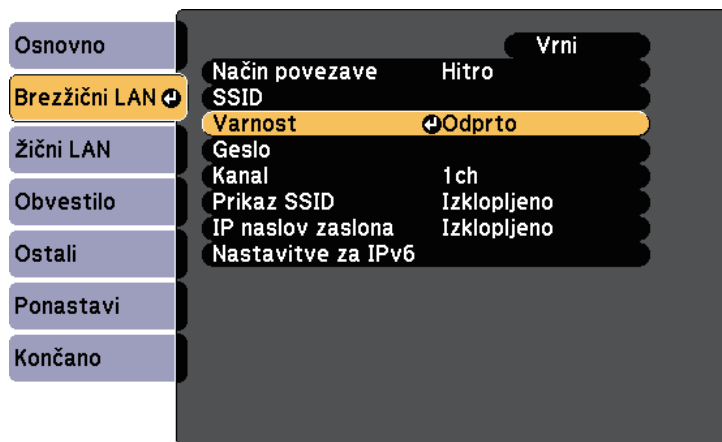 Osnovno
Brezžični LAN
Žični LAN
Obvestilo
Ostali
Ponastavi
Končano
Vrni
Način povezave Hitro
SSID
Varnost Odprto
Geslo
Kanal 1ch
Prikaz SSID Izklopljeno
IP naslov zaslona Izklopljeno
Nastavitve za IPv6